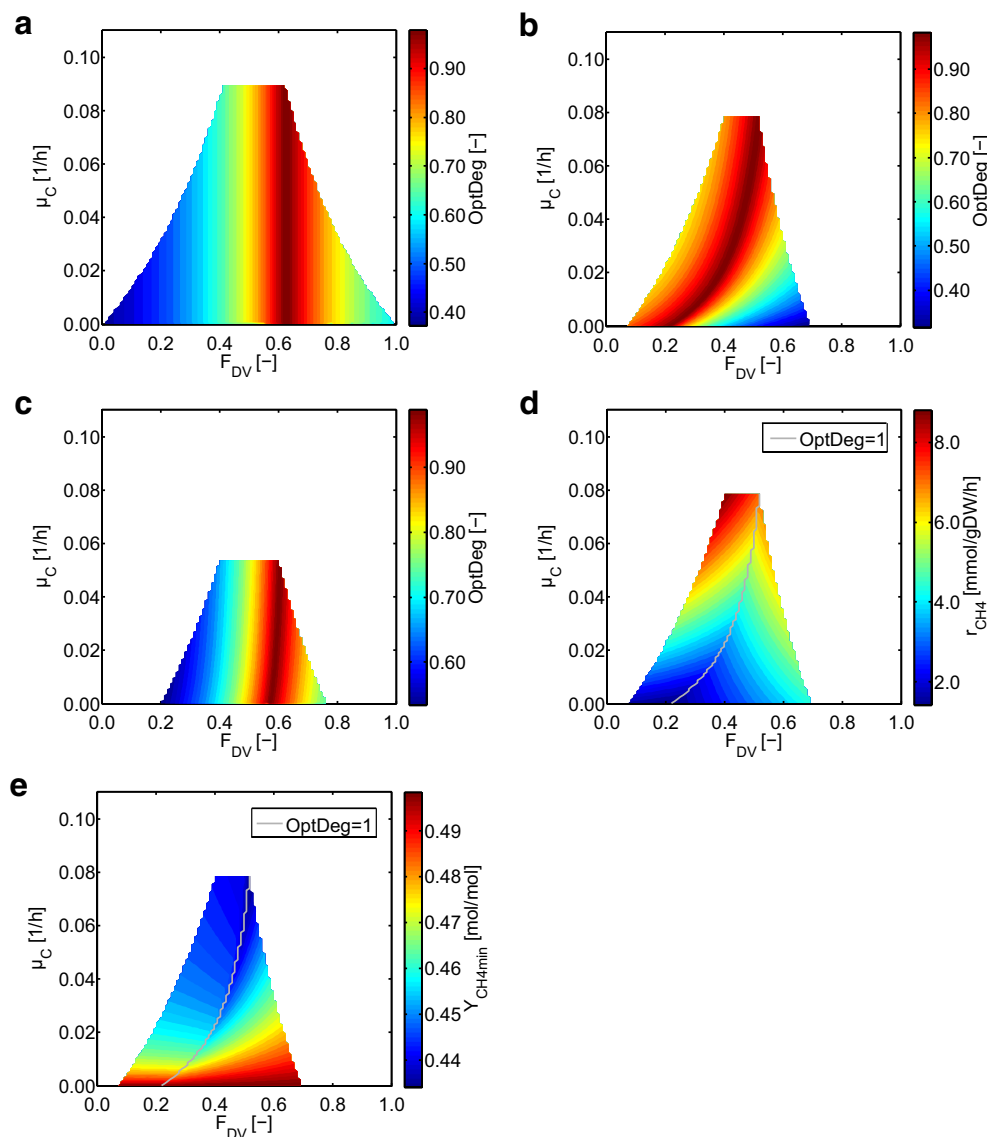 a
0.10
0.08
0.06
0.04
0.02
0.00
μC [1/h]
0.0 0.2 0.4 0.6 0.8 1.0
FDV [−]
0.90
0.80
0.70
0.60
0.50
0.40
OptDeg [−]
b
0.10
0.08
0.06
0.04
0.02
0.00
μC [1/h]
0.0 0.2 0.4 0.6 0.8 1.0
FDV [−]
0.90
0.80
0.70
0.60
0.50
0.40
OptDeg [−]
c
0.10
0.08
0.06
0.04
0.02
0.00
μC [1/h]
0.0 0.2 0.4 0.6 0.8 1.0
FDV [−]
0.90
0.80
0.70
0.60
OptDeg [−]
d
OptDeg=1
0.10
0.08
0.06
0.04
0.02
0.00
μC [1/h]
0.0 0.2 0.4 0.6 0.8 1.0
FDV [−]
8.0
6.0
4.0
2.0
rCH4 [mmol/gDW/h]
e
OptDeg=1
0.10
0.08
0.06
0.04
0.02
0.00
μC [1/h]
0.0 0.2 0.4 0.6 0.8 1.0
FDV [−]
0.49
0.48
0.47
0.46
0.45
0.44
YCH4min [mol/mol]